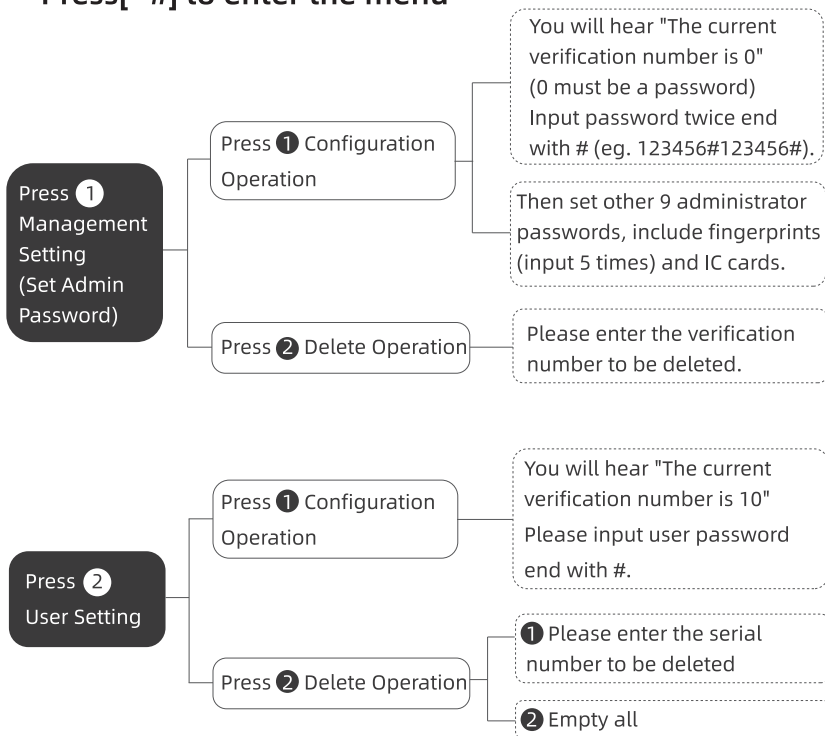 #] to enter the menu
Press 1
Management
Setting
(Set Admin
Password)
Press 1 Configuration
Operation
You will hear "The current
verification number is 0"
(0 must be a password)
Input password twice end
with # (eg. 123456#123456#).
Then set other 9 administrator
passwords, include fingerprints
(input 5 times) and IC cards.
Press 2 Delete Operation
Please enter the verification
number to be deleted.
Press 2
User Setting
Press 1 Configuration
Operation
You will hear "The current
verification number is 10"
Please input user password
end with #.
Press 2 Delete Operation
1 Please enter the serial
number to be deleted
2 Empty all